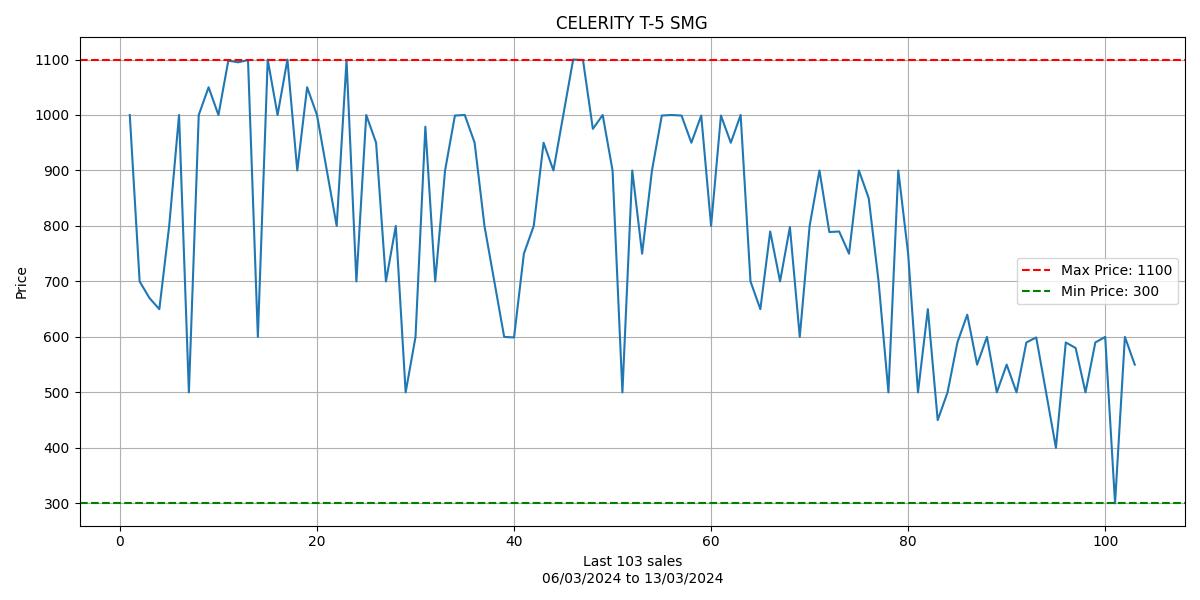 CELERITY T-5 SMG
Price
1100
1000
900
800
700
600
500
400
300
Max Price: 1100
Min Price: 300
0 20 40 60 80 100
Last 103 sales
06/03/2024 to 13/03/2024